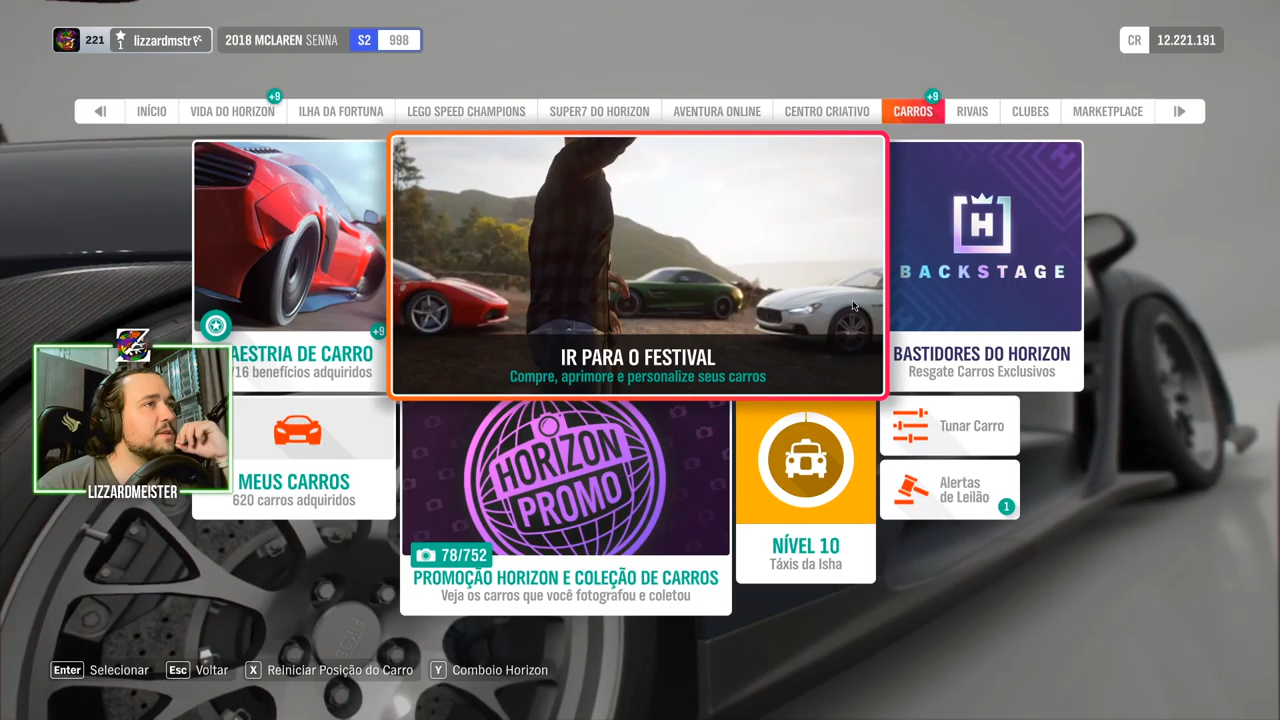 221 1 lizzardmstr 2018 MCLAREN SENNA S2 998 CR 12.221.191
INÍCIO VIDA DO HORIZON +9 ILHA DA FORTUNA LEGO SPEED CHAMPIONS SUPER7 DO HORIZON AVENTURA ONLINE CENTRO CRIATIVO CARROS +9 RIVAIS CLUBES MARKETPLACE
H
BACKSTAGE
+9
AESTRIA DE CARRO
/16 benefícios adquiridos
IR PARA O FESTIVAL
Compre, aprimore e personalize seus carros
BASTIDORES DO HORIZON
Resgate Carros Exclusivos
LIZZARDMEISTER
MEUS CARROS
620 carros adquiridos
HORIZON
PROMO
78/752
PROMOÇÃO HORIZON E COLEÇÃO DE CARROS
Veja os carros que você fotografou e coletou
NÍVEL 10
Táxis da Isha
Tunar Carro
Alertas
de Leilão 1
Enter Selecionar Esc Voltar X Reiniciar Posição do Carro Y Comboio Horizon